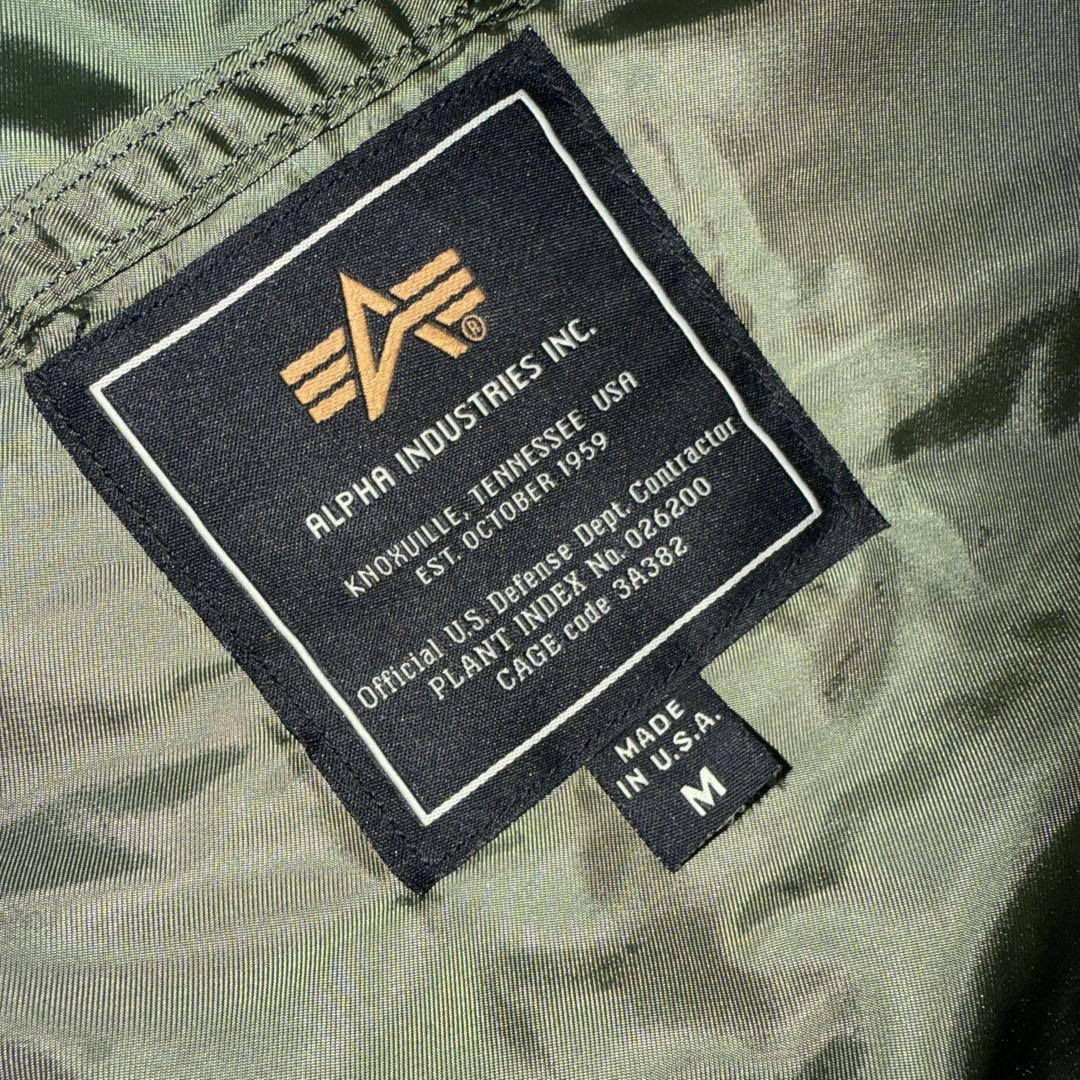 ®
ALPHA INDUSTRIES INC.
KNOXVILLE, TENNESSEE USA
EST. OCTOBER 1959
Official U.S. Defense Dept. Contractor
PLANT INDEX No. 026200
CAGE code 3A382
MADE
IN U.S.A.
M